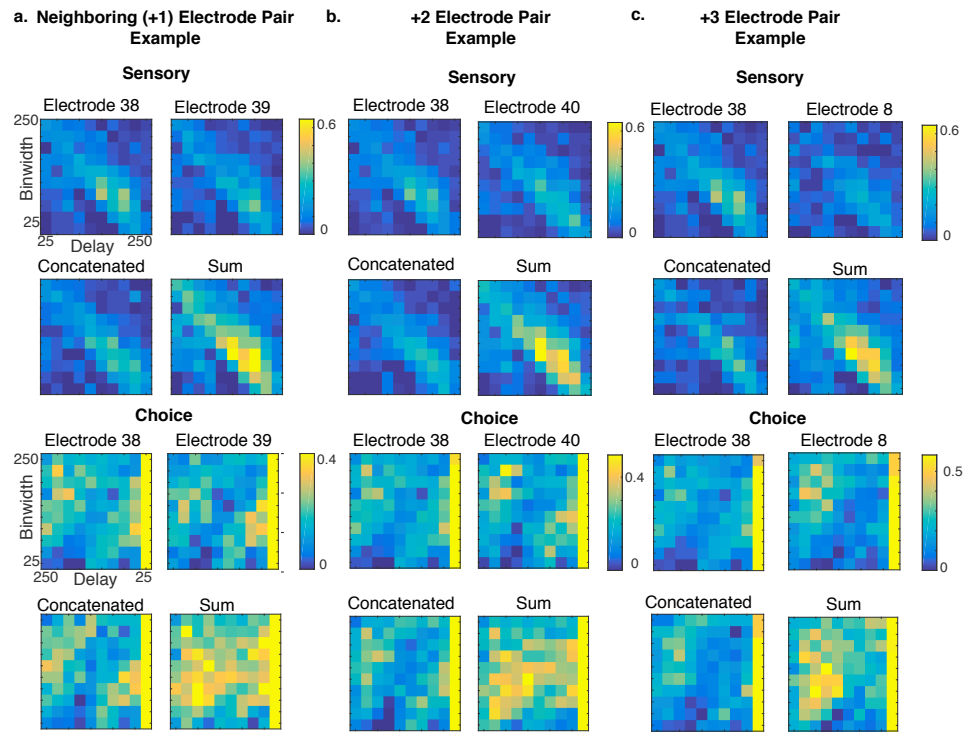 a. Neighboring (+1) Electrode Pair
Example
Sensory
Electrode 38
Electrode 39
250
Binwidth
25
25
Delay
250
0.6
0
Concatenated
Sum
Choice
Electrode 38
Electrode 39
250
Binwidth
25
250
Delay
25
0.4
0
Concatenated
Sum
b. +2 Electrode Pair
Example
Sensory
Electrode 38
Electrode 40
0.6
0
Concatenated
Sum
Choice
Electrode 38
Electrode 40
0.4
0
Concatenated
Sum
c. +3 Electrode Pair
Example
Sensory
Electrode 38
Electrode 8
0.6
0
Concatenated
Sum
Choice
Electrode 38
Electrode 8
0.5
0
Concatenated
Sum